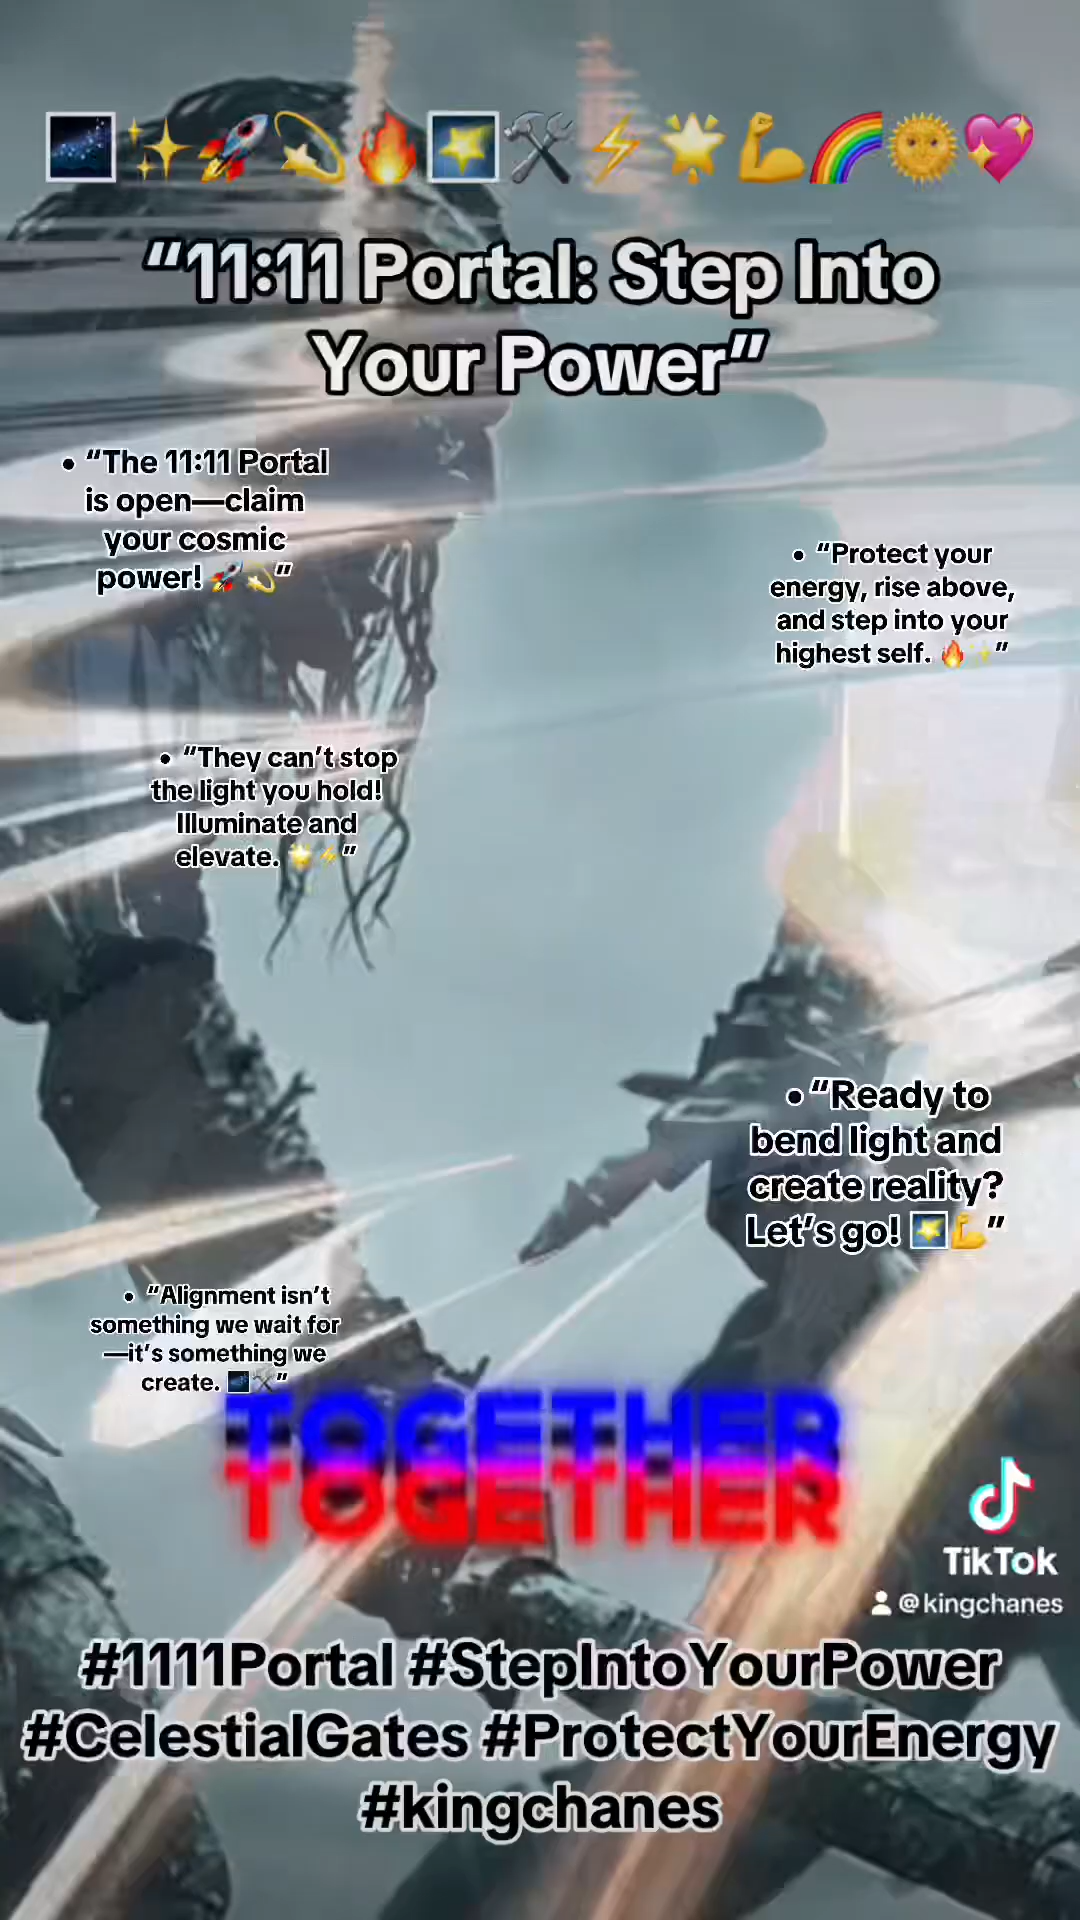 🌌✨🚀💫🔥🌠🛠️⚡🌟💪🌈🌞💖
“11:11 Portal: Step Into
Your Power”
• “The 11:11 Portal
is open—claim
your cosmic
power! 🚀💫”
• “Protect your
energy, rise above,
and step into your
highest self. 🔥✨”
• “They can’t stop
the light you hold!
Illuminate and
elevate. 🌟⚡”
• “Ready to
bend light and
create reality?
Let’s go! 🌠💪”
• “Alignment isn’t
something we wait for
—it’s something we
create. 🌌🛠️”
TOGETHER
TOGETHER
TikTok
@kingchanes
#1111Portal #StepIntoYourPower
#CelestialGates #ProtectYourEnergy
#kingchanes